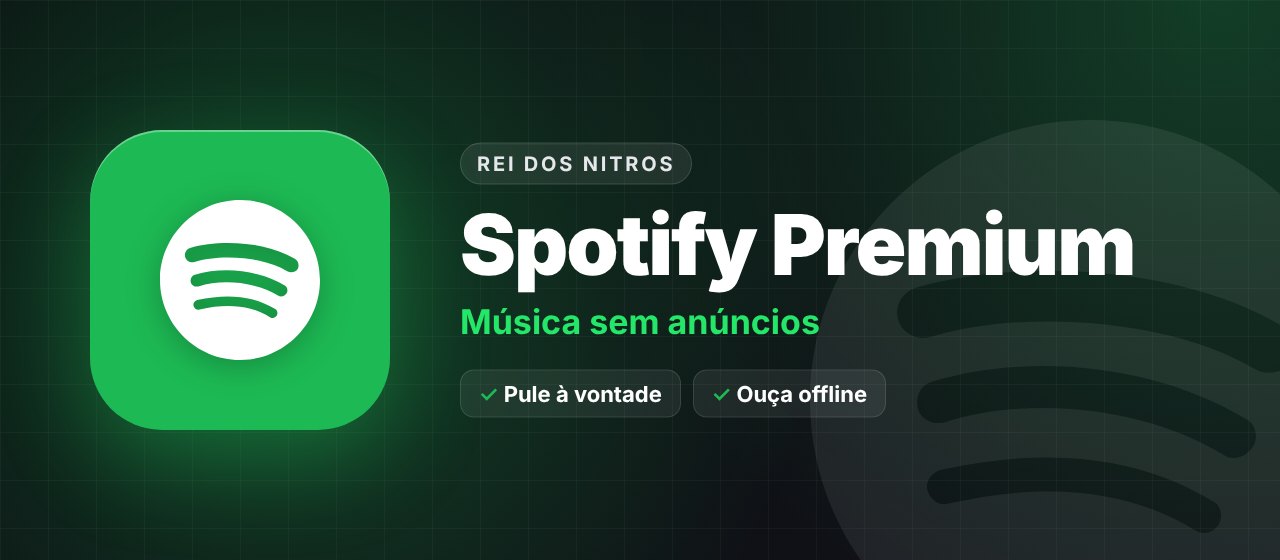 REI DOS NITROS
Spotify Premium
Música sem anúncios
✓ Pule à vontade
✓ Ouça offline